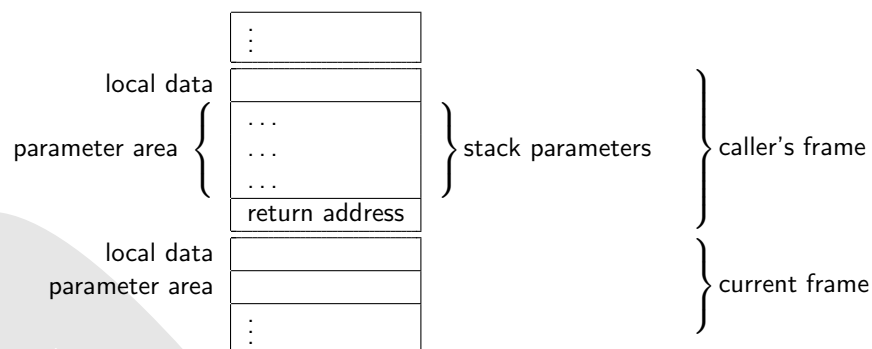 ⋮
local data
. . .
parameter area
. . .
stack parameters
caller's frame
. . .
return address
local data
parameter area
current frame
⋮